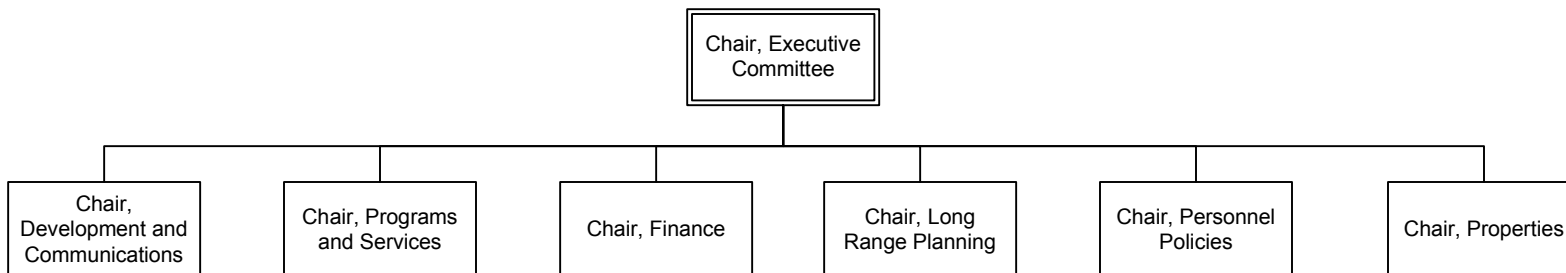 Chair, Executive
Committee
Chair,
Development and
Communications
Chair, Programs
and Services
Chair, Finance
Chair, Long
Range Planning
Chair, Personnel
Policies
Chair, Properties